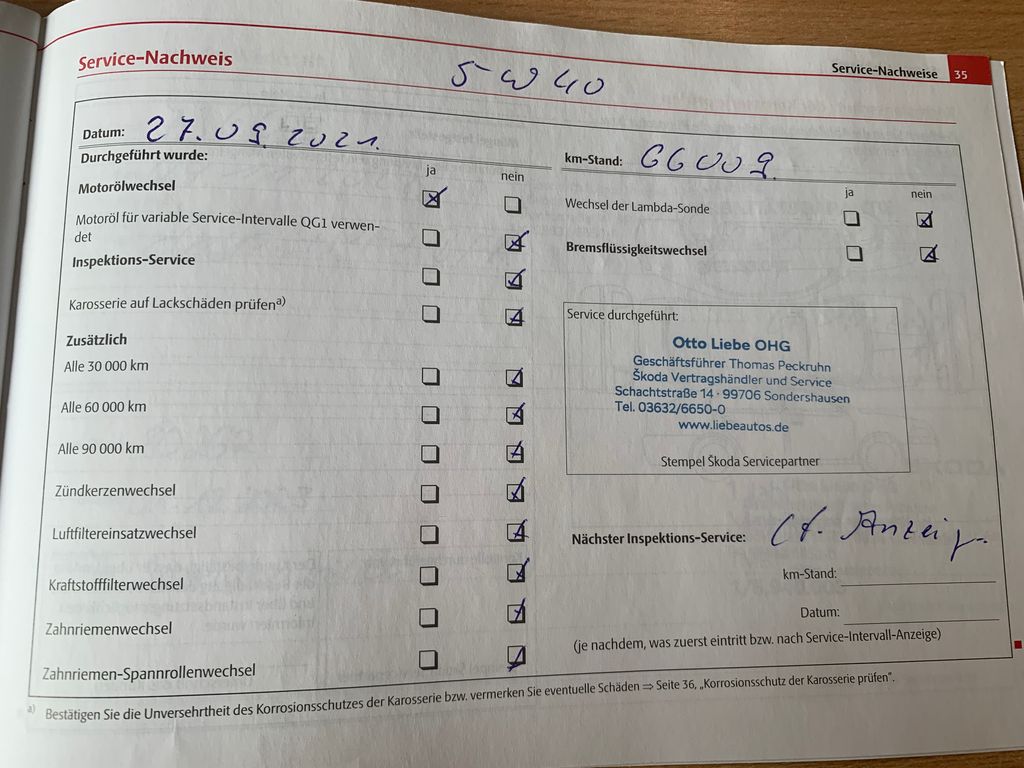 Service-Nachweis
5-W 40
Service-Nachweise 35
Datum: 27.09.2021.
km-Stand: 66009.
Durchgeführt wurde:
ja nein
ja nein
Motorölwechsel
Motoröl für variable Service-Intervalle QG1 verwen-
det
Inspektions-Service
Karosserie auf Lackschäden prüfen a)
Zusätzlich
Alle 30 000 km
Alle 60 000 km
Alle 90 000 km
Zündkerzenwechsel
Luftfiltereinsatzwechsel
Kraftstofffilterwechsel
Zahnriemenwechsel
Zahnriemen-Spannrollenwechsel
Wechsel der Lambda-Sonde
Bremsflüssigkeitswechsel
Service durchgeführt:
Otto Liebe OHG
Geschäftsführer Thomas Peckruhn
Škoda Vertragshändler und Service
Schachtstraße 14 · 99706 Sondershausen
Tel. 03632/6650-0
www.liebeautos.de
Stempel Škoda Servicepartner
Nächster Inspektions-Service: lt. Anzeige
km-Stand:
Datum:
(je nachdem, was zuerst eintritt bzw. nach Service-Intervall-Anzeige)
a) Bestätigen Sie die Unversehrtheit des Korrosionsschutzes der Karosserie bzw. vermerken Sie eventuelle Schäden ⇒ Seite 36, „Korrosionsschutz der Karosserie prüfen“.